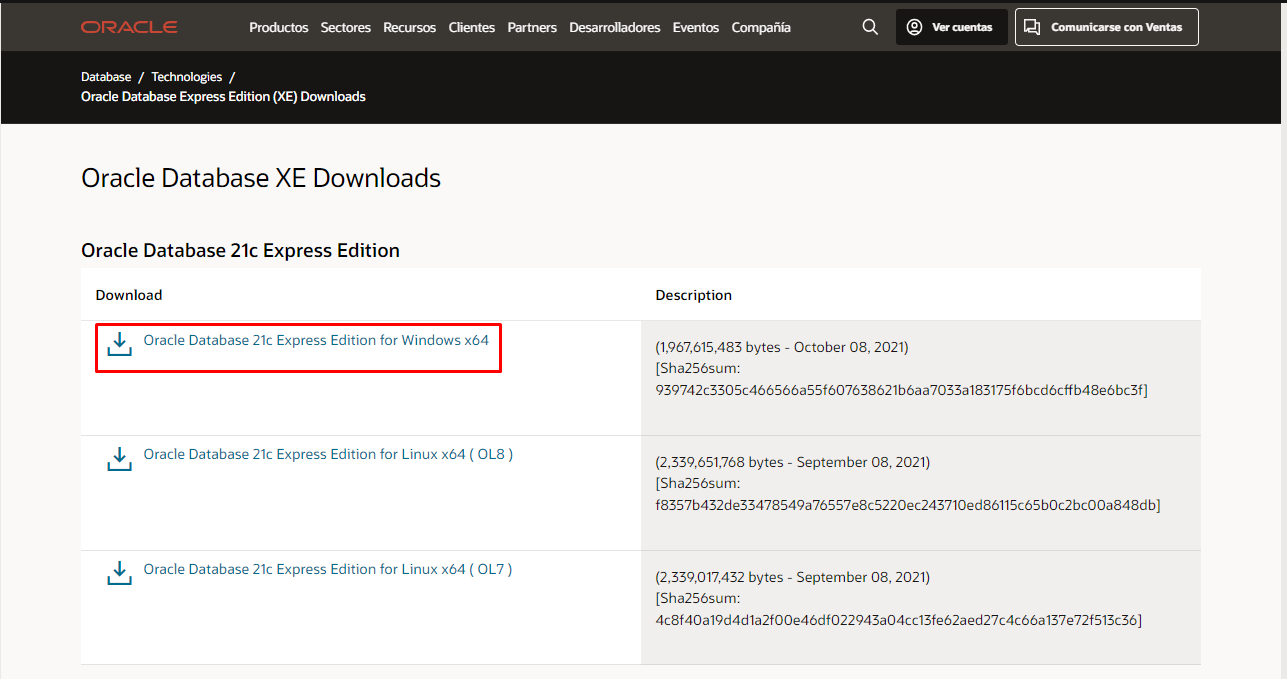 ORACLE Productos Sectores Recursos Clientes Partners Desarrolladores Eventos Compañía Ver cuentas Comunicarse con Ventas
Database / Technologies /
Oracle Database Express Edition (XE) Downloads
Oracle Database XE Downloads
Oracle Database 21c Express Edition
Download Description
Oracle Database 21c Express Edition for Windows x64
(1,967,615,483 bytes - October 08, 2021)
[Sha256sum:
939742c3305c466566a55f607638621b6aa7033a183175f6bcd6cffb48e6bc3f]
Oracle Database 21c Express Edition for Linux x64 ( OL8 )
(2,339,651,768 bytes - September 08, 2021)
[Sha256sum:
f8357b432de33478549a76557e8c5220ec243710ed86115c65b0c2bc00a848db]
Oracle Database 21c Express Edition for Linux x64 ( OL7 )
(2,339,017,432 bytes - September 08, 2021)
[Sha256sum:
4c8f40a19d4d1a2f00e46df022943a04cc13fe62aed27c4c66a137e72f513c36]